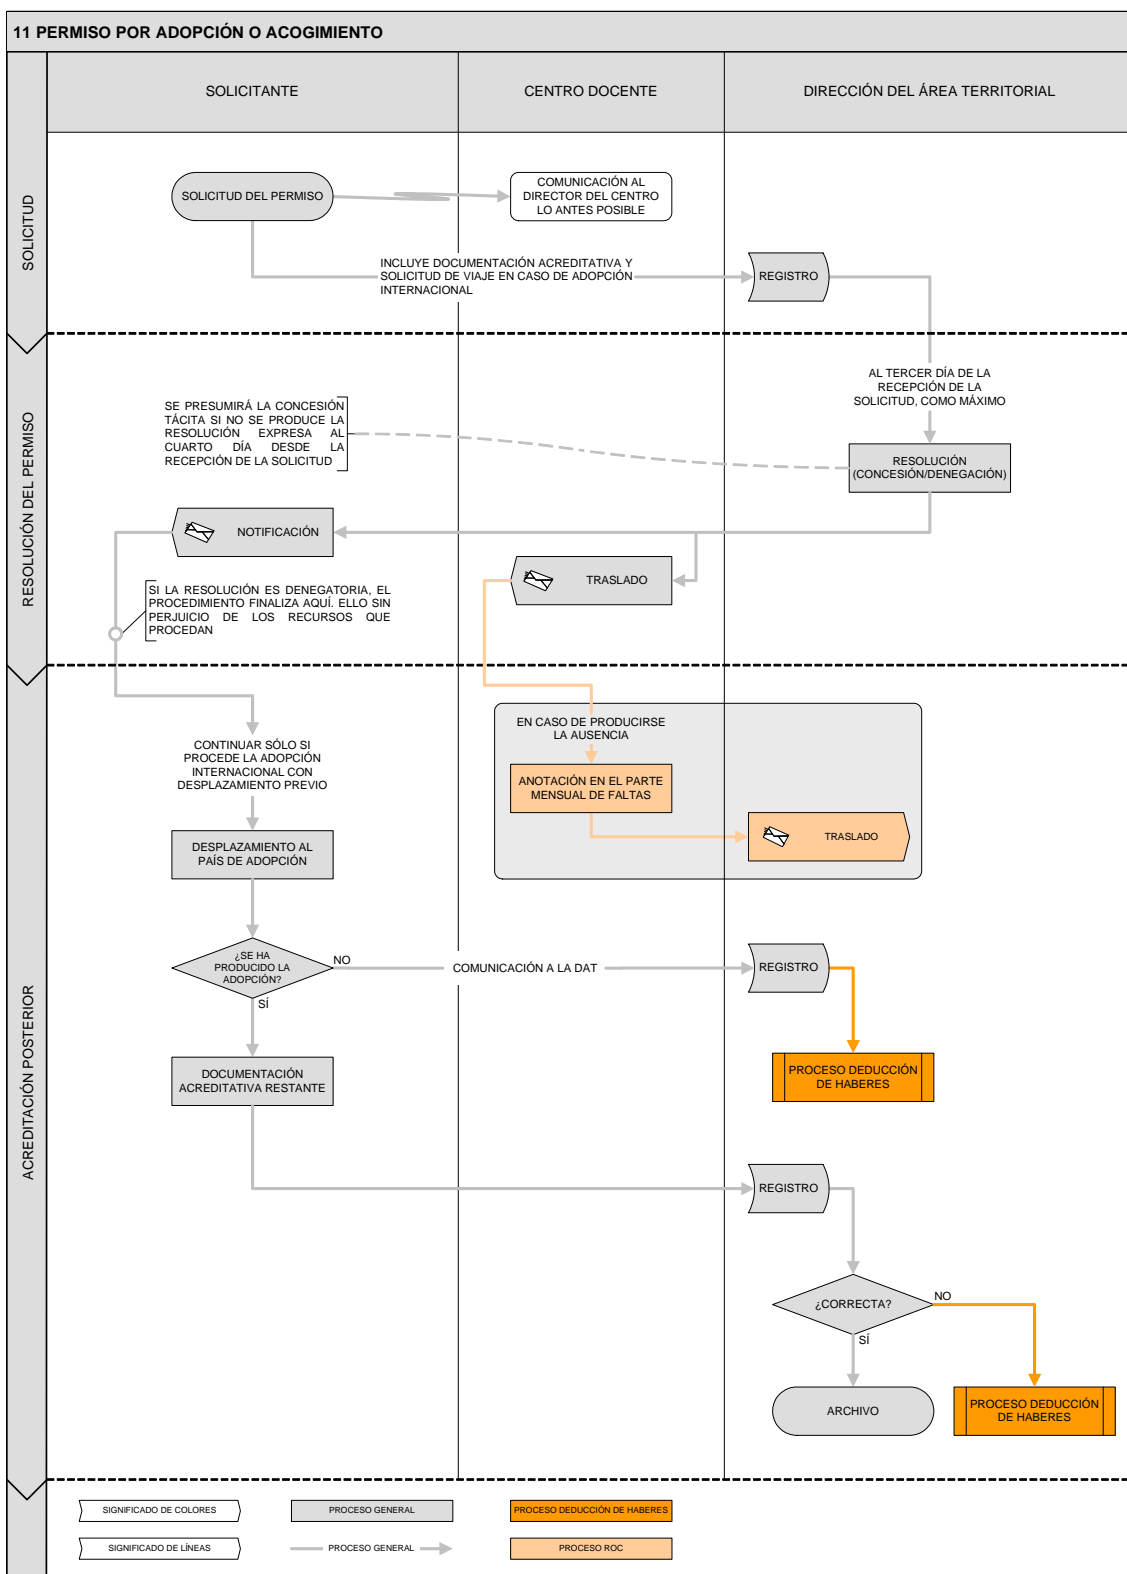 11 PERMISO POR ADOPCIÓN O ACOGIMIENTO
SOLICITANTE
CENTRO DOCENTE
DIRECCIÓN DEL ÁREA TERRITORIAL
SOLICITUD
SOLICITUD DEL PERMISO
COMUNICACIÓN AL
DIRECTOR DEL CENTRO
LO ANTES POSIBLE
INCLUYE DOCUMENTACIÓN ACREDITATIVA Y
SOLICITUD DE VIAJE EN CASO DE ADOPCIÓN
INTERNACIONAL
REGISTRO
RESOLUCIÓN DEL PERMISO
AL TERCER DÍA DE LA
RECEPCIÓN DE LA
SOLICITUD, COMO MÁXIMO
SE PRESUMIRÁ LA CONCESIÓN
TÁCITA SI NO SE PRODUCE LA
RESOLUCIÓN EXPRESA AL
CUARTO DÍA DESDE LA
RECEPCIÓN DE LA SOLICITUD
RESOLUCIÓN
(CONCESIÓN/DENEGACIÓN)
NOTIFICACIÓN
TRASLADO
SI LA RESOLUCIÓN ES DENEGATORIA, EL
PROCEDIMIENTO FINALIZA AQUÍ. ELLO SIN
PERJUICIO DE LOS RECURSOS QUE
PROCEDAN
ACREDITACIÓN POSTERIOR
EN CASO DE PRODUCIRSE
LA AUSENCIA
CONTINUAR SÓLO SI
PROCEDE LA ADOPCIÓN
INTERNACIONAL CON
DESPLAZAMIENTO PREVIO
ANOTACIÓN EN EL PARTE
MENSUAL DE FALTAS
TRASLADO
DESPLAZAMIENTO AL
PAÍS DE ADOPCIÓN
¿SE HA
PRODUCIDO LA
ADOPCIÓN?
NO
SÍ
COMUNICACIÓN A LA DAT
REGISTRO
PROCESO DEDUCCIÓN
DE HABERES
DOCUMENTACIÓN
ACREDITATIVA RESTANTE
REGISTRO
¿CORRECTA?
NO
SÍ
ARCHIVO
PROCESO DEDUCCIÓN
DE HABERES
SIGNIFICADO DE COLORES
PROCESO GENERAL
PROCESO DEDUCCIÓN DE HABERES
SIGNIFICADO DE LÍNEAS
PROCESO GENERAL
PROCESO ROC